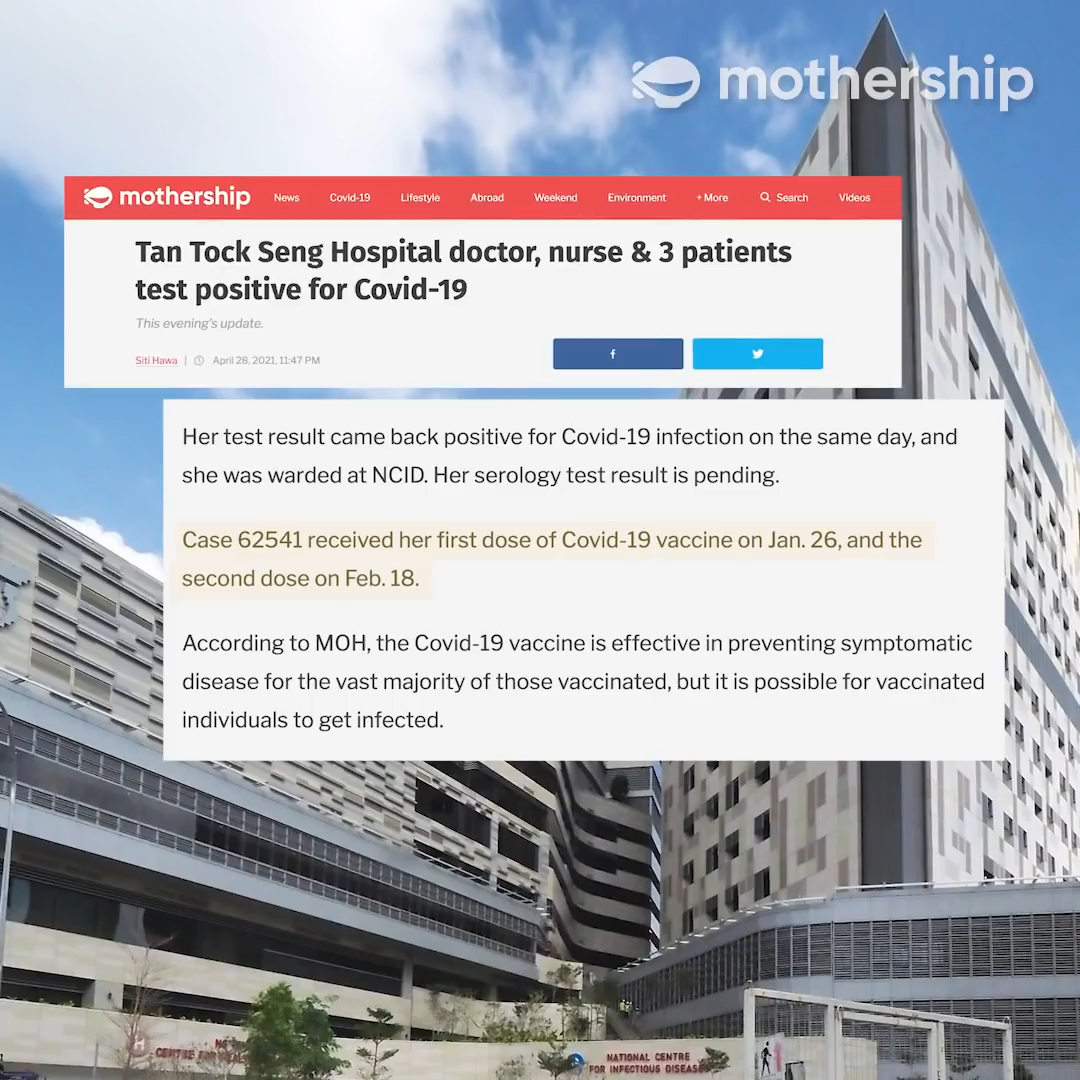 mothership
mothership News Covid-19 Lifestyle Abroad Weekend Environment + More Search Videos
Tan Tock Seng Hospital doctor, nurse & 3 patients
test positive for Covid-19
This evening's update.
Siti Hawa | April 28, 2021, 11:47 PM
Her test result came back positive for Covid-19 infection on the same day, and
she was warded at NCID. Her serology test result is pending.
Case 62541 received her first dose of Covid-19 vaccine on Jan. 26, and the
second dose on Feb. 18.
According to MOH, the Covid-19 vaccine is effective in preventing symptomatic
disease for the vast majority of those vaccinated, but it is possible for vaccinated
individuals to get infected.
CENTRE FOR
NATIONAL CENTRE
FOR INFECTIOUS DISEASES